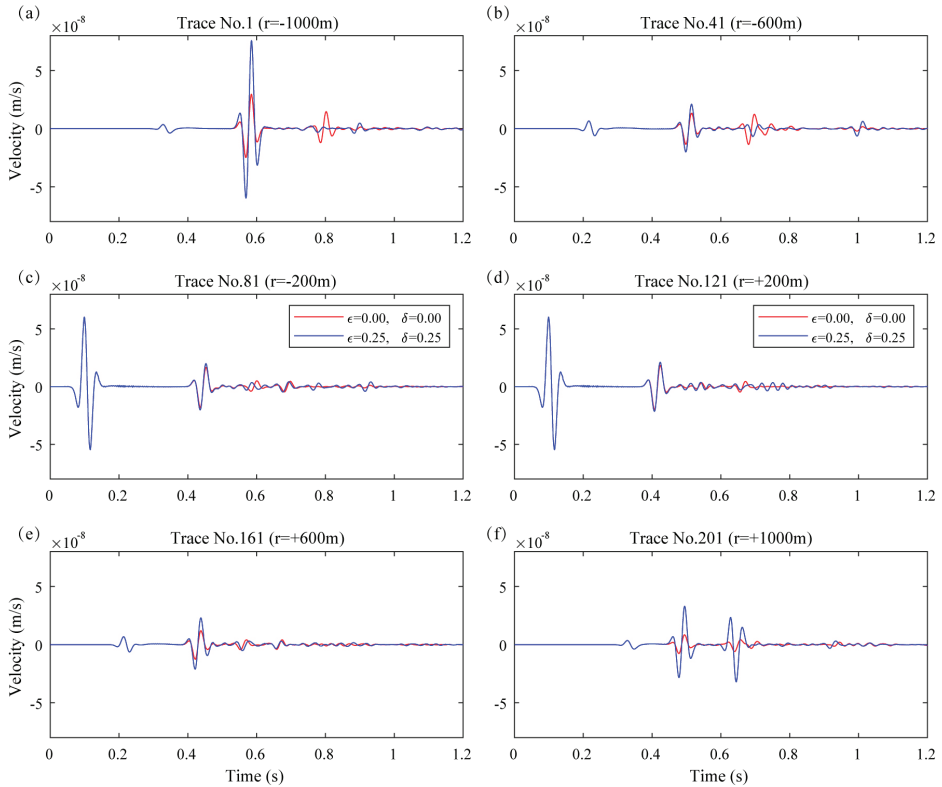 (a)
Trace No.1 (r=-1000m)
×10⁻⁸
5
0
-5
Velocity (m/s)
0 0.2 0.4 0.6 0.8 1 1.2
(b)
Trace No.41 (r=-600m)
×10⁻⁸
5
0
-5
0 0.2 0.4 0.6 0.8 1 1.2
(c)
Trace No.81 (r=-200m)
×10⁻⁸
5
0
-5
Velocity (m/s)
ϵ=0.00, δ=0.00
ϵ=0.25, δ=0.25
0 0.2 0.4 0.6 0.8 1 1.2
(d)
Trace No.121 (r=+200m)
×10⁻⁸
5
0
-5
ϵ=0.00, δ=0.00
ϵ=0.25, δ=0.25
0 0.2 0.4 0.6 0.8 1 1.2
(e)
Trace No.161 (r=+600m)
×10⁻⁸
5
0
-5
Velocity (m/s)
0 0.2 0.4 0.6 0.8 1 1.2
Time (s)
(f)
Trace No.201 (r=+1000m)
×10⁻⁸
5
0
-5
0 0.2 0.4 0.6 0.8 1 1.2
Time (s)